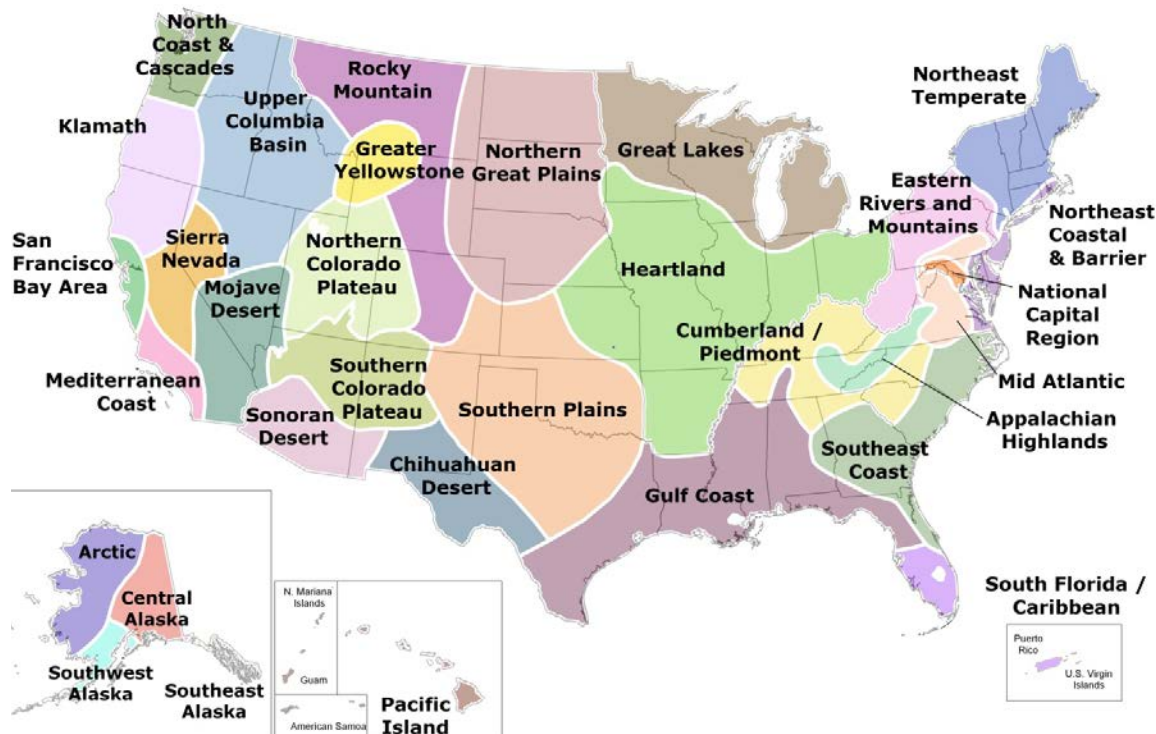 North
Coast &
Cascades
Rocky
Mountain
Northeast
Temperate
Klamath
Upper
Columbia
Basin
Greater
Yellowstone
Northern
Great Plains
Great Lakes
Eastern
Rivers and
Mountains
Northeast
Coastal
& Barrier
San
Francisco
Bay Area
Sierra
Nevada
Northern
Colorado
Plateau
Heartland
Mojave
Desert
National
Capital
Region
Cumberland /
Piedmont
Mediterranean
Coast
Southern
Colorado
Plateau
Mid Atlantic
Sonoran
Desert
Southern Plains
Appalachian
Highlands
Chihuahuan
Desert
Southeast
Coast
Gulf Coast
Arctic
Central
Alaska
Southwest
Alaska
Southeast
Alaska
N. Mariana
Islands
Guam
American Samoa
Pacific
Island
South Florida /
Caribbean
Puerto
Rico
U.S. Virgin
Islands